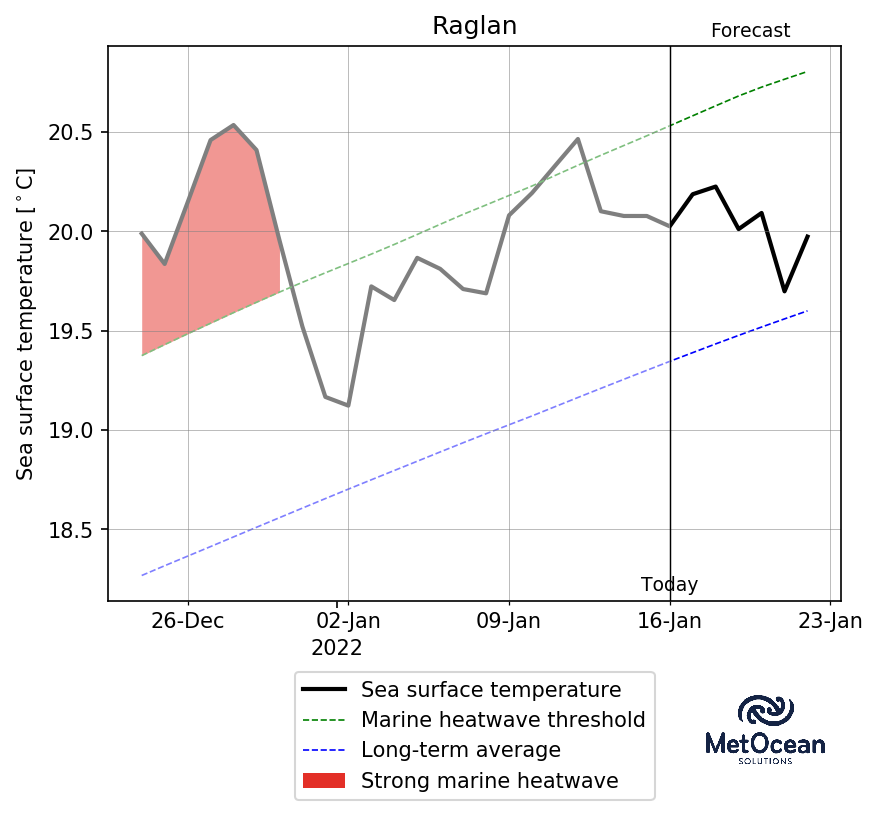 Raglan
Forecast
Sea surface temperature [°C]
20.5
20.0
19.5
19.0
18.5
Today
26-Dec
02-Jan
09-Jan
16-Jan
23-Jan
2022
Sea surface temperature
Marine heatwave threshold
Long-term average
Strong marine heatwave
MetOcean
SOLUTIONS